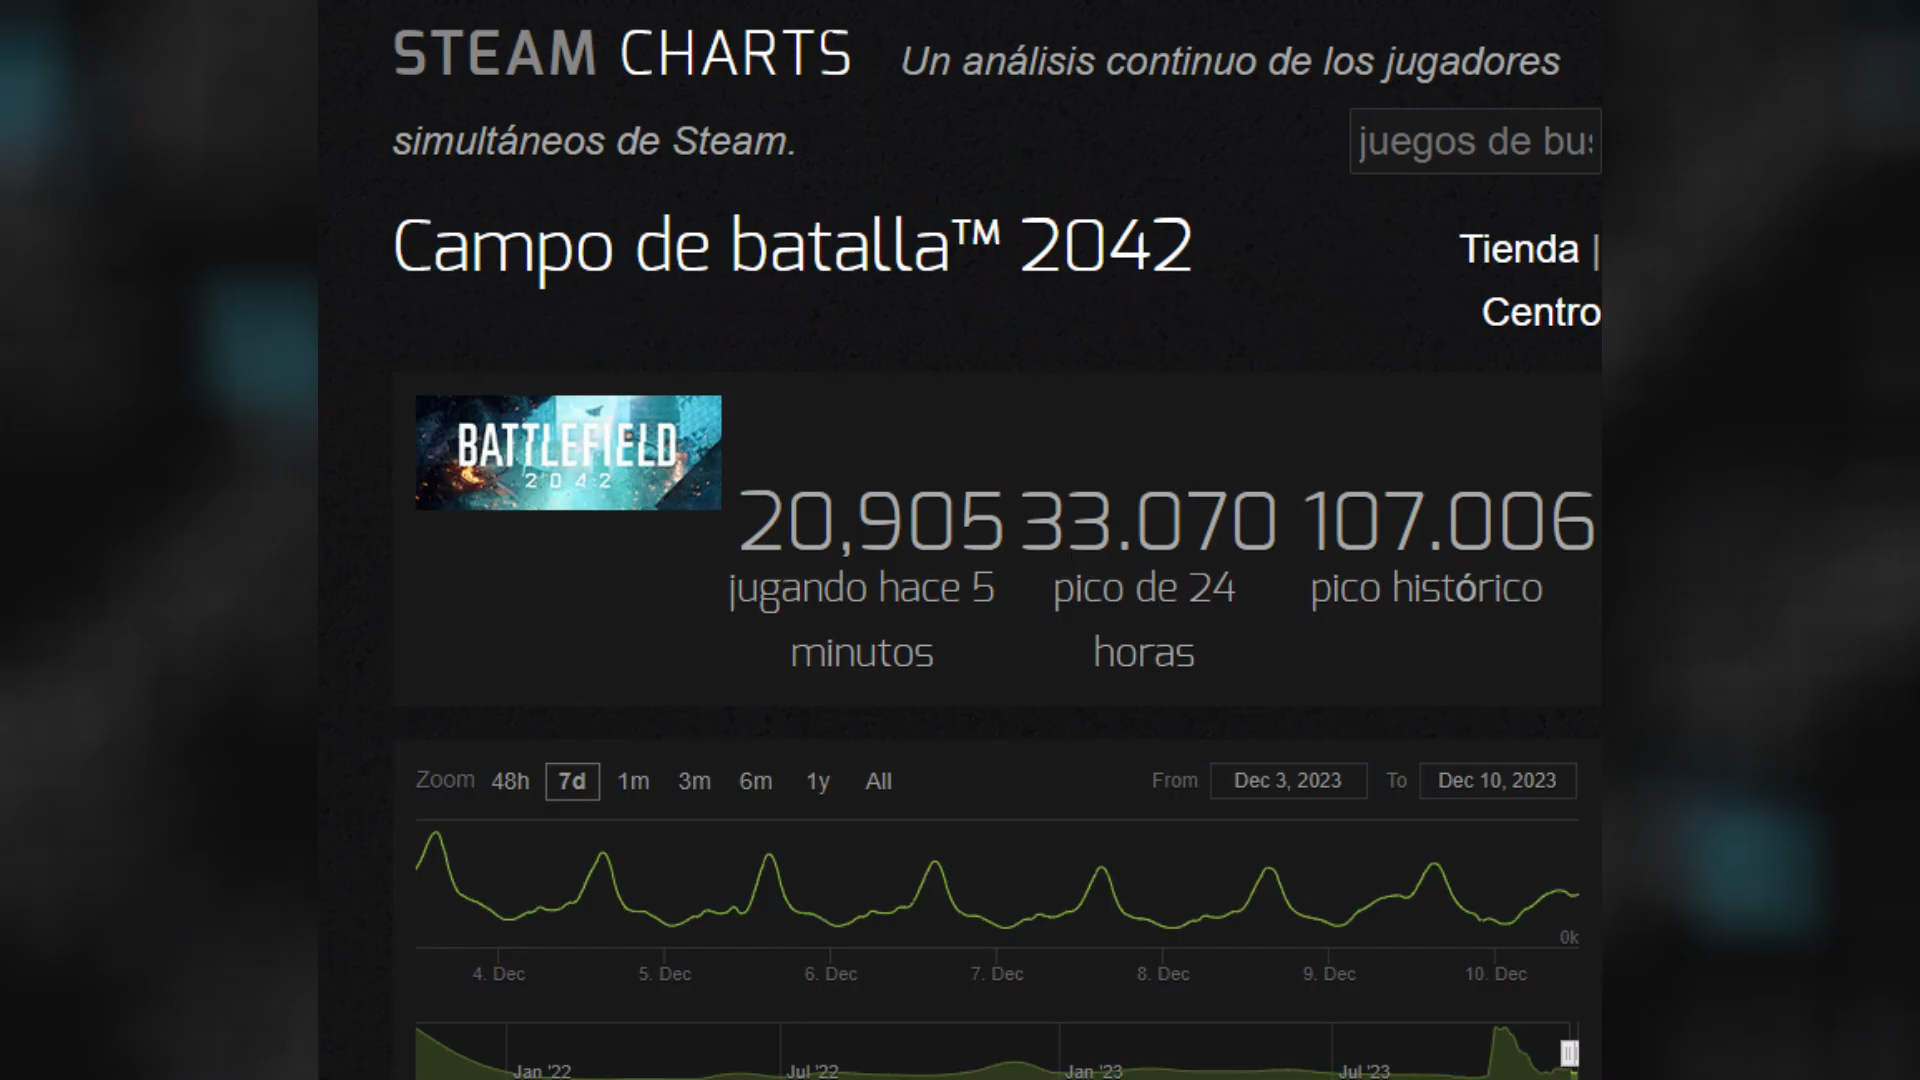 STEAM CHARTS Un análisis continuo de los jugadores
simultáneos de Steam.
juegos de bus
Campo de batalla™ 2042
Tienda |
Centro
BATTLEFIELD
2042
20,905 33.070 107.006
jugando hace 5 pico de 24 pico histórico
minutos horas
Zoom 48h 7d 1m 3m 6m 1y All From Dec 3, 2023 To Dec 10, 2023
0k
4. Dec 5. Dec 6. Dec 7. Dec 8. Dec 9. Dec 10. Dec
Jan '22 Jul '22 Jan '23 Jul '23